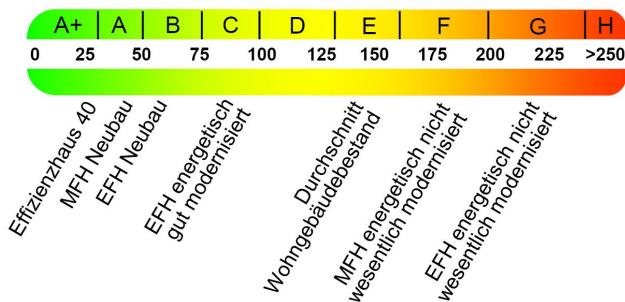 A+ A B C D E F G H
0 25 50 75 100 125 150 175 200 225 >250
Effizienzhaus 40
MFH Neubau
EFH Neubau
EFH energetisch
gut modernisiert
Durchschnitt
Wohngebäudebestand
MFH energetisch nicht
wesentlich modernisiert
EFH energetisch nicht
wesentlich modernisiert